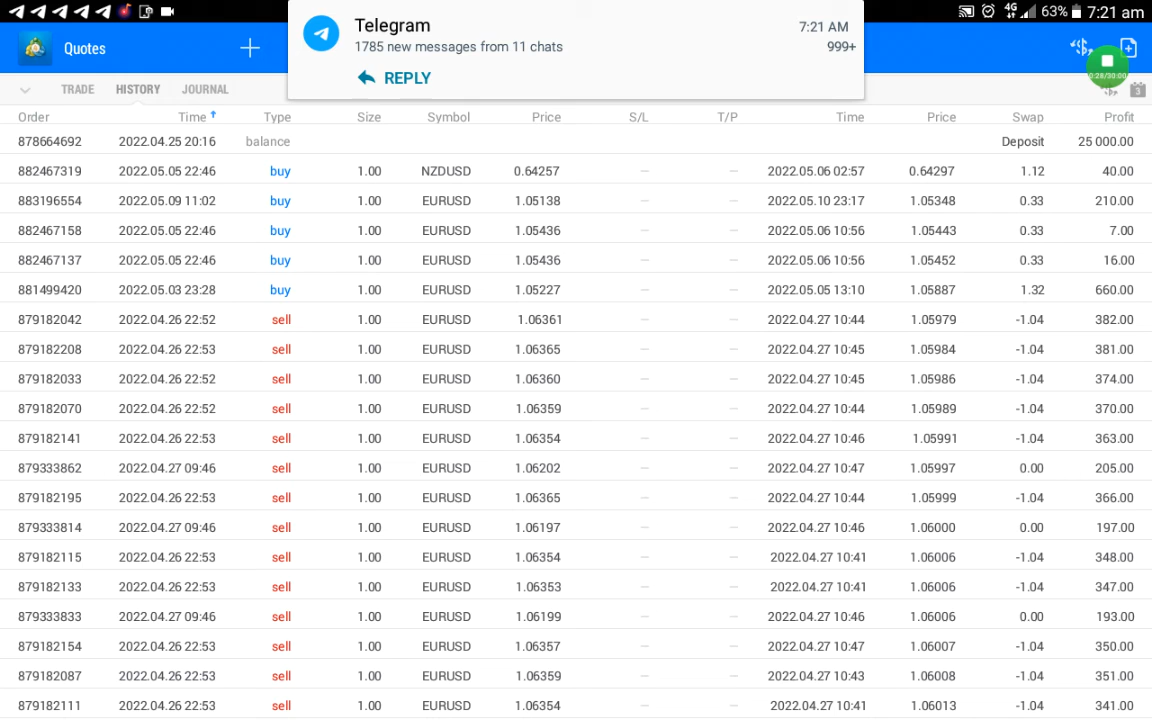 4G 63% 7:21 am
Telegram 7:21 AM
1785 new messages from 11 chats 999+
REPLY
Quotes
0:28/30:00
TRADE HISTORY JOURNAL 3
Order Time Type Size Symbol Price S/L T/P Time Price Swap Profit
878664692 2022.04.25 20:16 balance Deposit 25 000.00
882467319 2022.05.05 22:46 buy 1.00 NZDUSD 0.64257 — — 2022.05.06 02:57 0.64297 1.12 40.00
883196554 2022.05.09 11:02 buy 1.00 EURUSD 1.05138 — — 2022.05.10 23:17 1.05348 0.33 210.00
882467158 2022.05.05 22:46 buy 1.00 EURUSD 1.05436 — — 2022.05.06 10:56 1.05443 0.33 7.00
882467137 2022.05.05 22:46 buy 1.00 EURUSD 1.05436 — — 2022.05.06 10:56 1.05452 0.33 16.00
881499420 2022.05.03 23:28 buy 1.00 EURUSD 1.05227 — — 2022.05.05 13:10 1.05887 1.32 660.00
879182042 2022.04.26 22:52 sell 1.00 EURUSD 1.06361 — — 2022.04.27 10:44 1.05979 -1.04 382.00
879182208 2022.04.26 22:53 sell 1.00 EURUSD 1.06365 — — 2022.04.27 10:45 1.05984 -1.04 381.00
879182033 2022.04.26 22:52 sell 1.00 EURUSD 1.06360 — — 2022.04.27 10:45 1.05986 -1.04 374.00
879182070 2022.04.26 22:52 sell 1.00 EURUSD 1.06359 — — 2022.04.27 10:44 1.05989 -1.04 370.00
879182141 2022.04.26 22:53 sell 1.00 EURUSD 1.06354 — — 2022.04.27 10:46 1.05991 -1.04 363.00
879333862 2022.04.27 09:46 sell 1.00 EURUSD 1.06202 — — 2022.04.27 10:47 1.05997 0.00 205.00
879182195 2022.04.26 22:53 sell 1.00 EURUSD 1.06365 — — 2022.04.27 10:44 1.05999 -1.04 366.00
879333814 2022.04.27 09:46 sell 1.00 EURUSD 1.06197 — — 2022.04.27 10:46 1.06000 0.00 197.00
879182115 2022.04.26 22:53 sell 1.00 EURUSD 1.06354 — — 2022.04.27 10:41 1.06006 -1.04 348.00
879182133 2022.04.26 22:53 sell 1.00 EURUSD 1.06353 — — 2022.04.27 10:41 1.06006 -1.04 347.00
879333833 2022.04.27 09:46 sell 1.00 EURUSD 1.06199 — — 2022.04.27 10:46 1.06006 0.00 193.00
879182154 2022.04.26 22:53 sell 1.00 EURUSD 1.06357 — — 2022.04.27 10:47 1.06007 -1.04 350.00
879182087 2022.04.26 22:53 sell 1.00 EURUSD 1.06359 — — 2022.04.27 10:43 1.06008 -1.04 351.00
879182111 2022.04.26 22:53 sell 1.00 EURUSD 1.06354 — — 2022.04.27 10:41 1.06013 -1.04 341.00